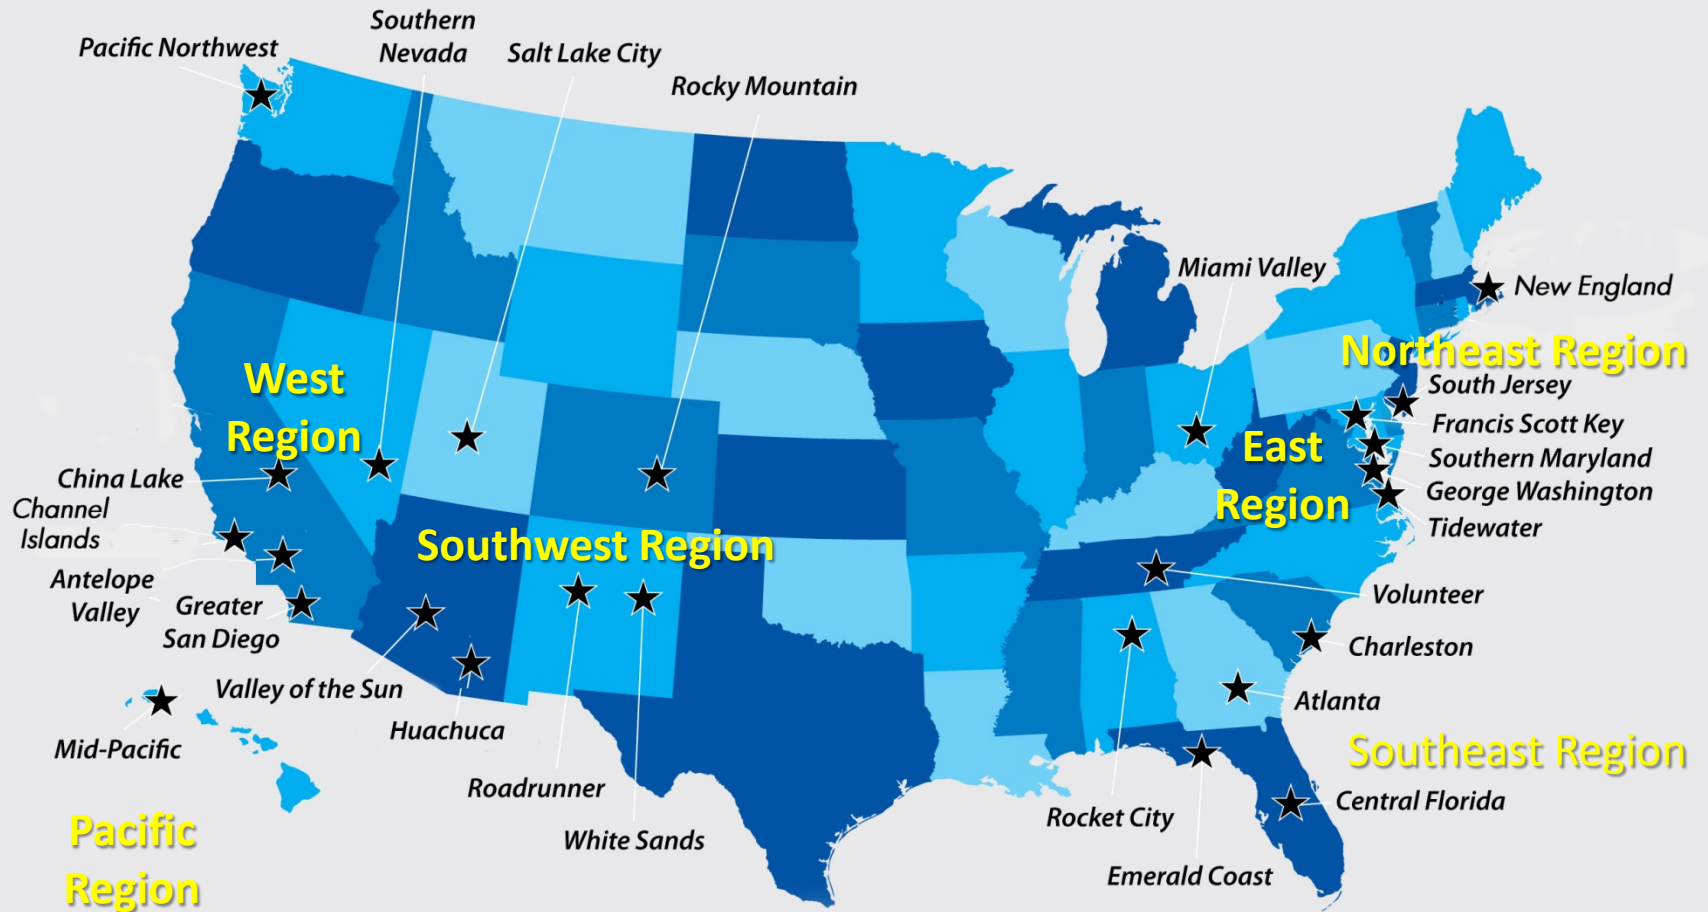 Southern
Nevada
Pacific Northwest
Salt Lake City
Rocky Mountain
Miami Valley
New England
Northeast Region
West
Region
South Jersey
Francis Scott Key
East
Region
Southern Maryland
George Washington
Tidewater
China Lake
Channel
Islands
Southwest Region
Antelope
Valley
Greater
San Diego
Volunteer
Charleston
Valley of the Sun
Atlanta
Huachuca
Mid-Pacific
Southeast Region
Roadrunner
Central Florida
Rocket City
White Sands
Emerald Coast
Pacific
Region